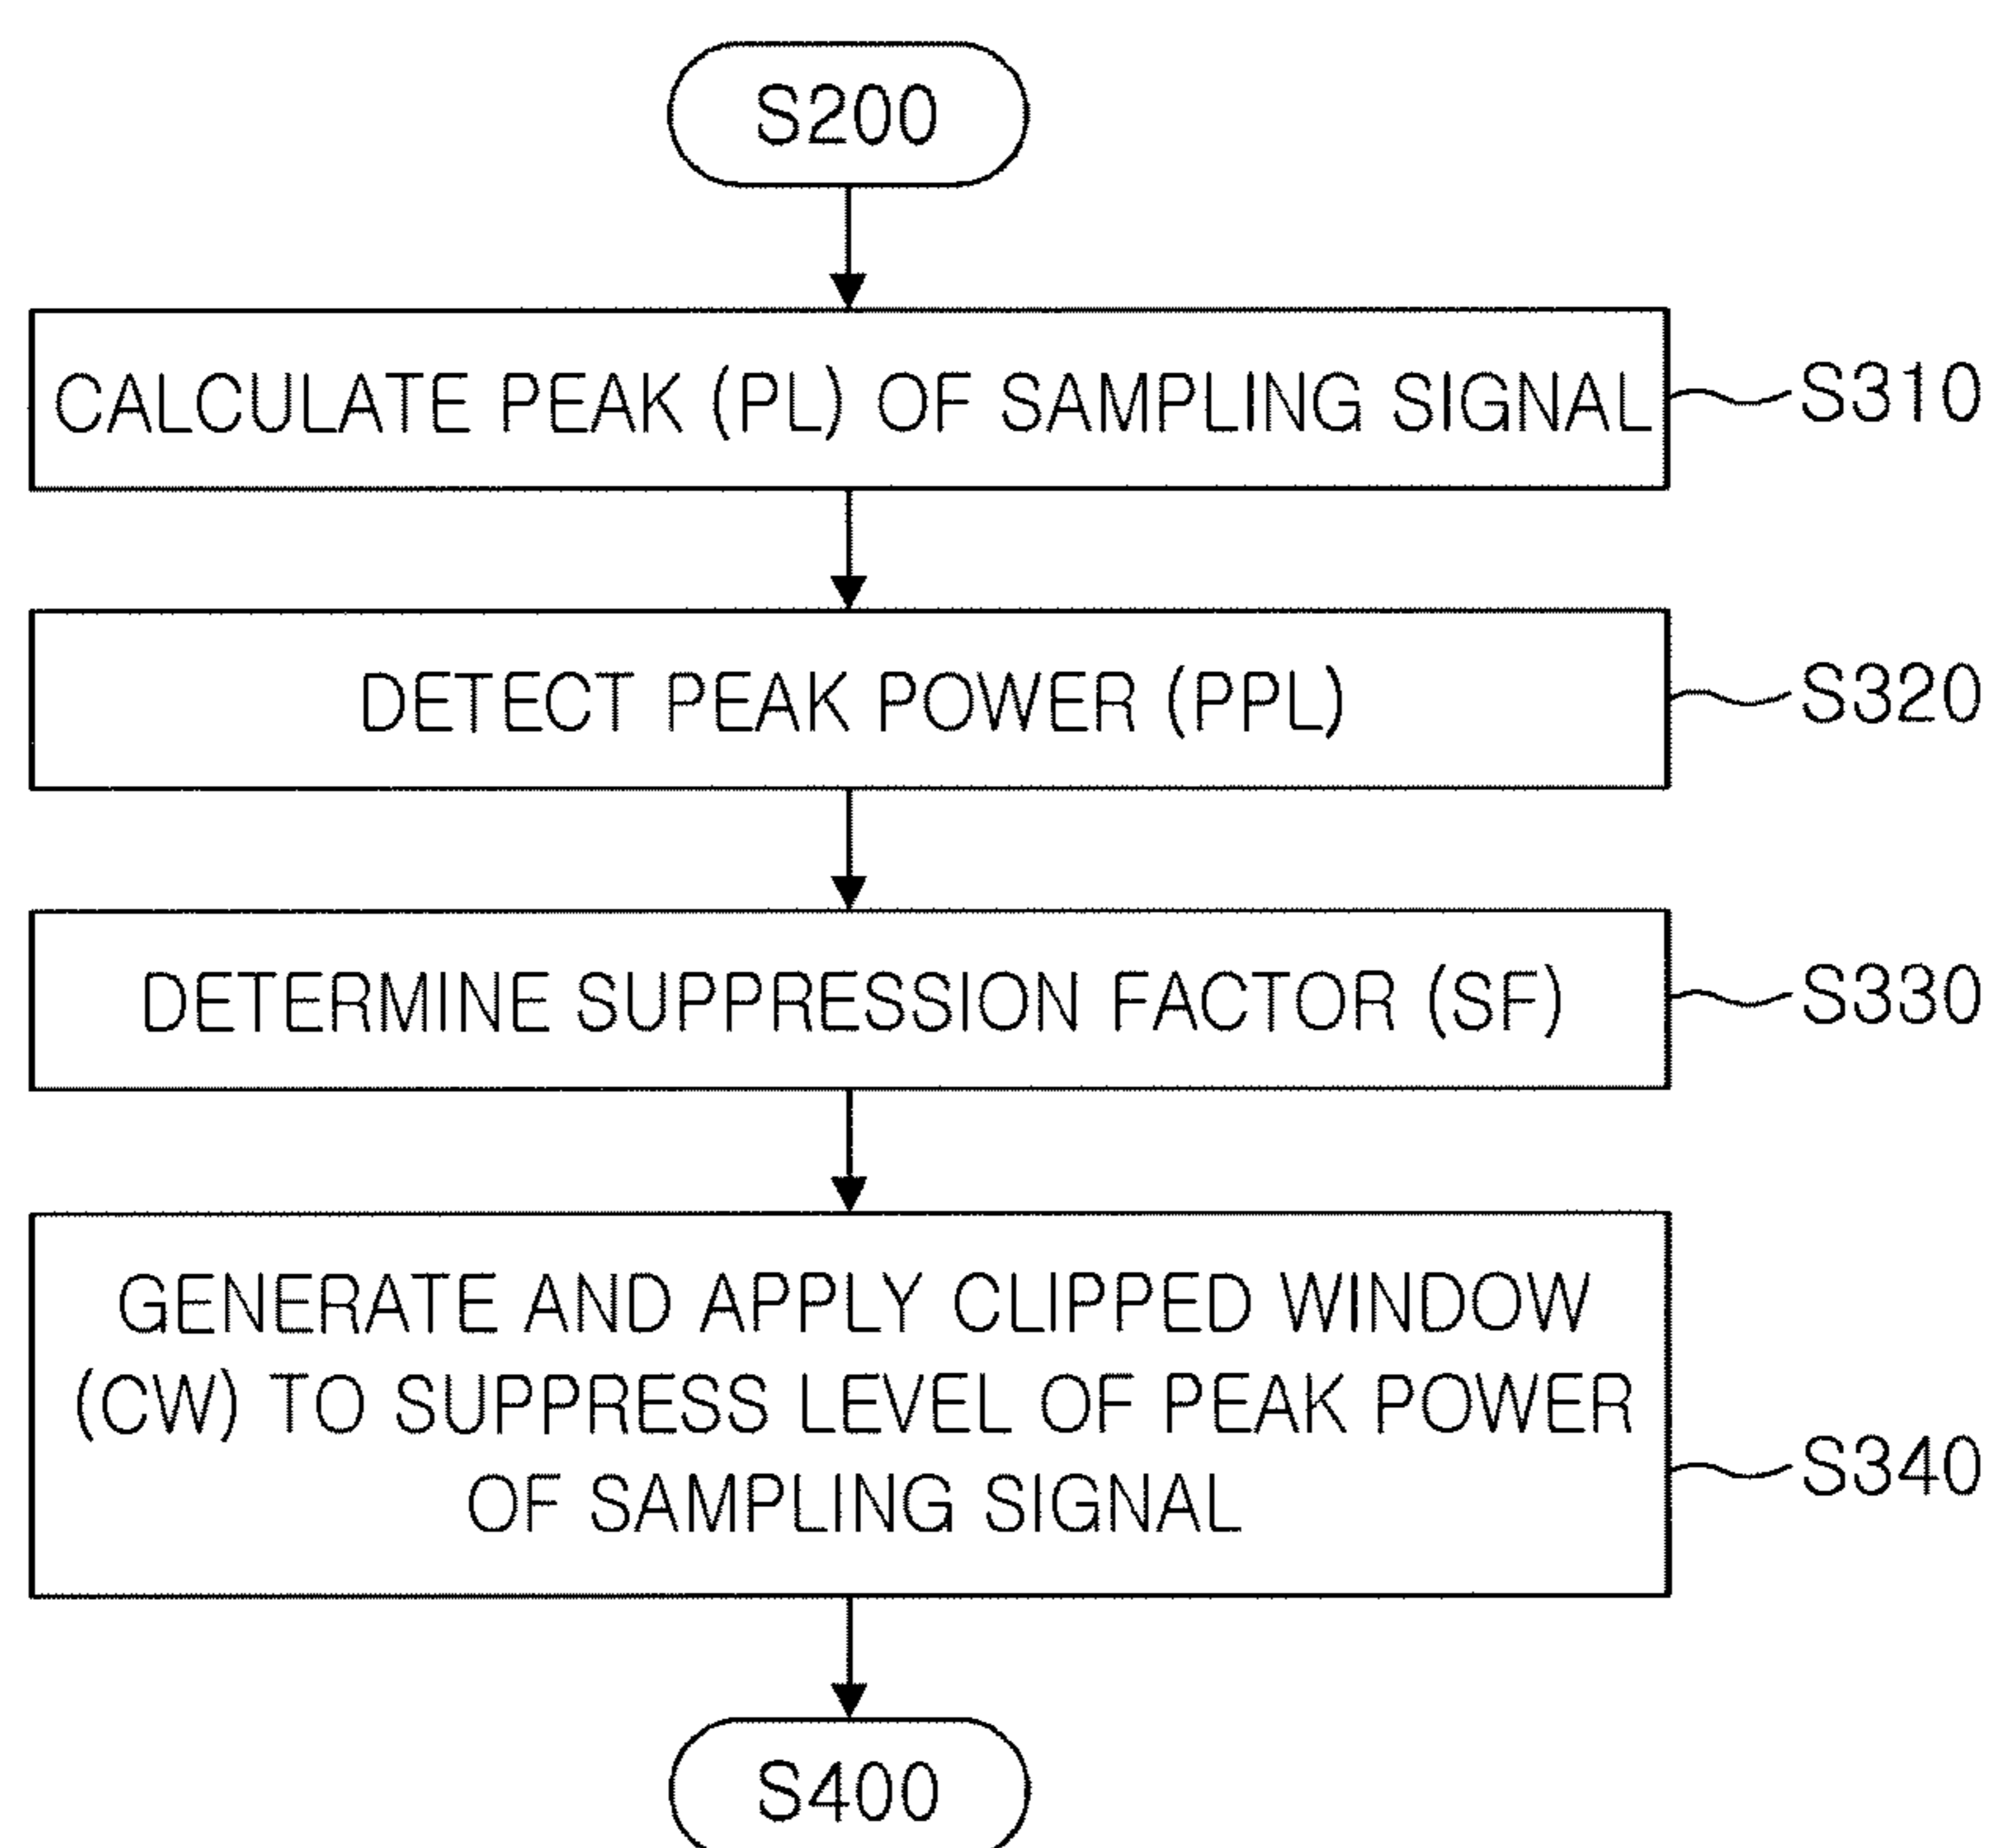 S200
CALCULATE PEAK (PL) OF SAMPLING SIGNAL
S310
DETECT PEAK POWER (PPL)
S320
DETERMINE SUPPRESSION FACTOR (SF)
S330
GENERATE AND APPLY CLIPPED WINDOW
(CW) TO SUPPRESS LEVEL OF PEAK POWER
OF SAMPLING SIGNAL
S340
S400